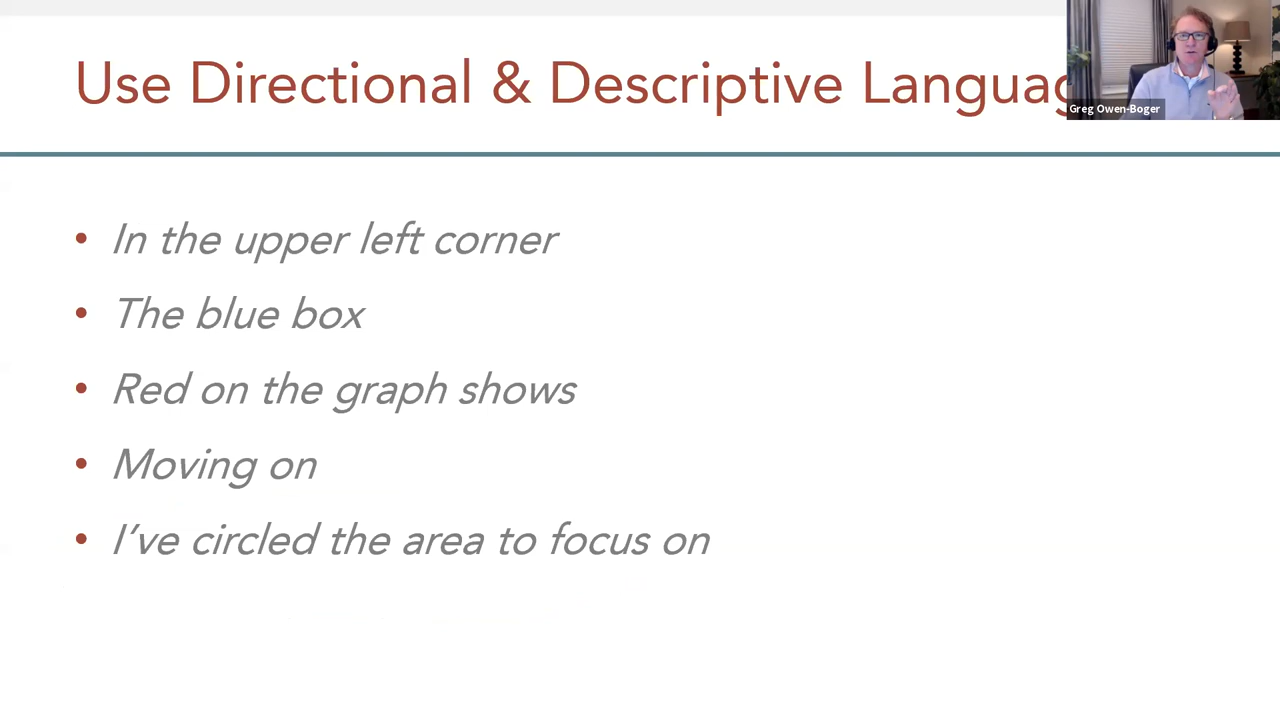 Use Directional & Descriptive Languag
Greg Owen-Boger
• In the upper left corner
• The blue box
• Red on the graph shows
• Moving on
• I’ve circled the area to focus on